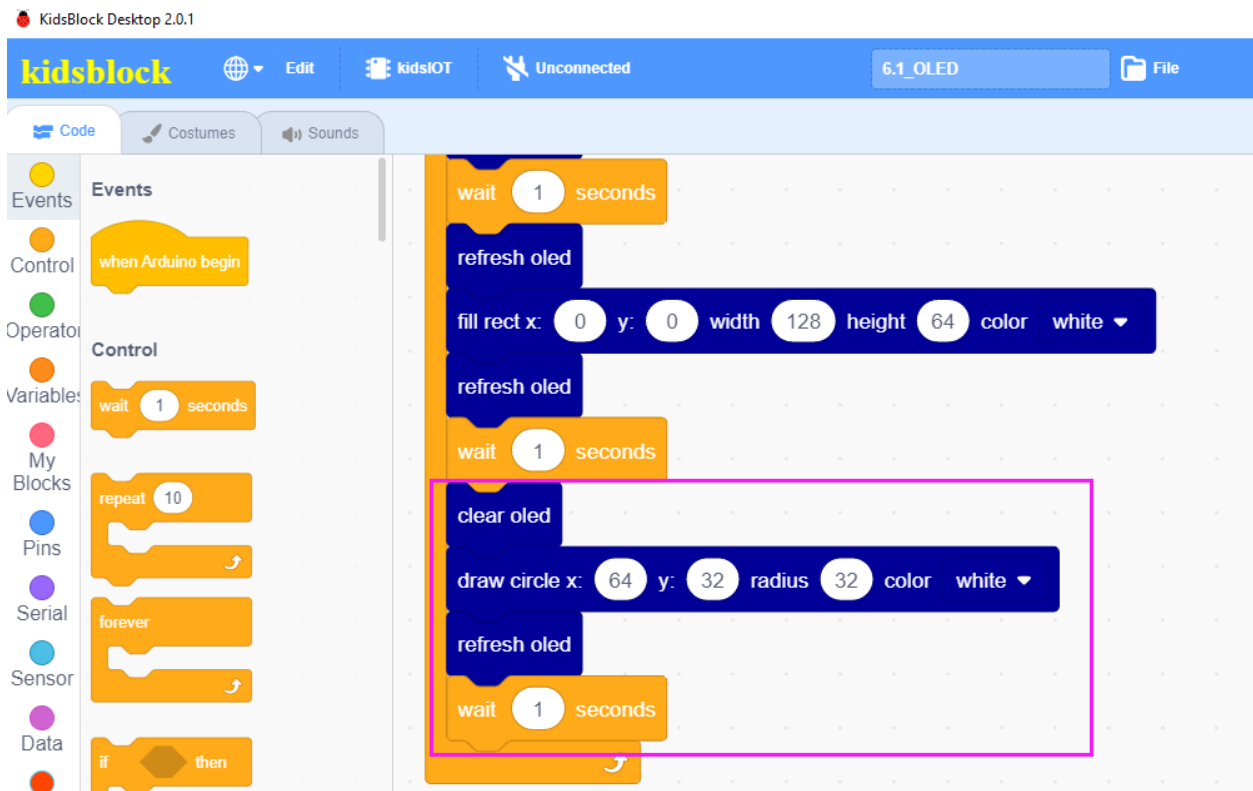 KidsBlock Desktop 2.0.1
kidsblock Edit kidsIOT Unconnected 6.1_OLED File
Code Costumes Sounds
Events
Control
Operator
Variables
My
Blocks
Pins
Serial
Sensor
Data
Events
when Arduino begin
Control
wait 1 seconds
repeat 10
forever
if then
wait 1 seconds
refresh oled
fill rect x: 0 y: 0 width 128 height 64 color white
refresh oled
wait 1 seconds
clear oled
draw circle x: 64 y: 32 radius 32 color white
refresh oled
wait 1 seconds